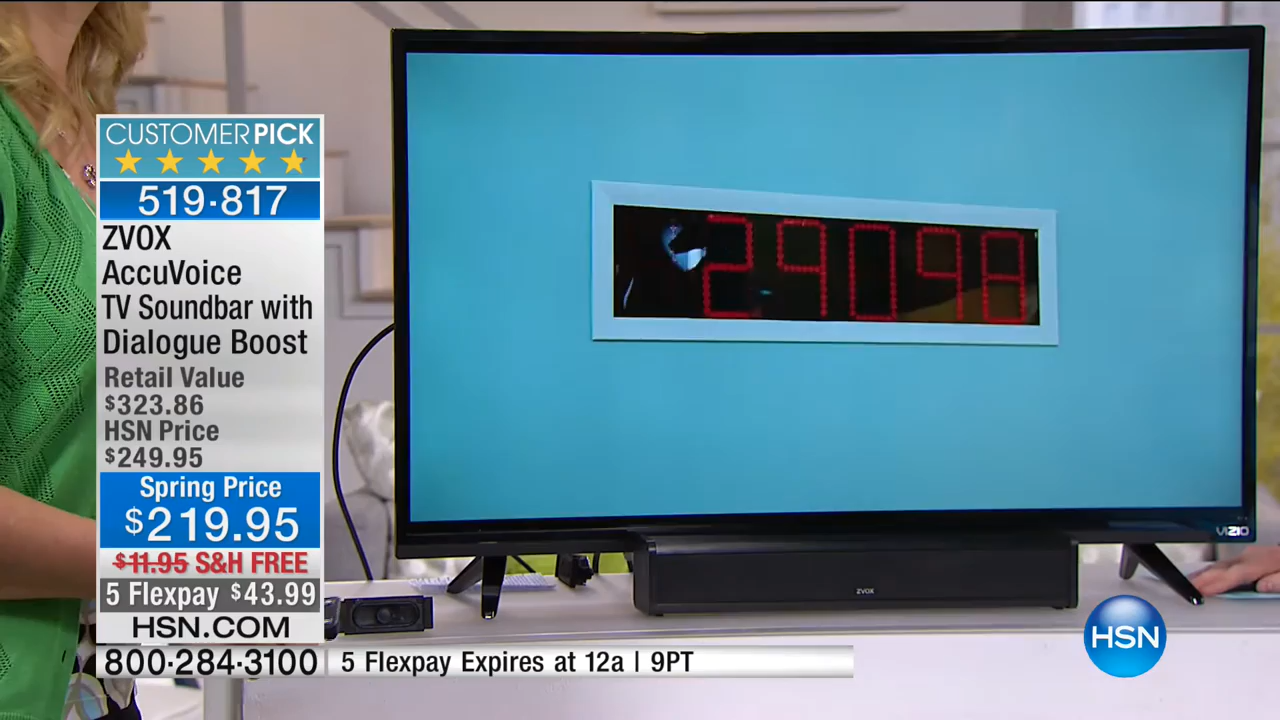 CUSTOMER PICK
519·817
ZVOX
AccuVoice
TV Soundbar with
Dialogue Boost
Retail Value
$323.86
HSN Price
$249.95
Spring Price
$219.95
$11.95 S&H FREE
5 Flexpay $43.99
HSN.COM
800·284·3100
5 Flexpay Expires at 12a | 9PT
29098
VIZIO
ZVOX
HSN